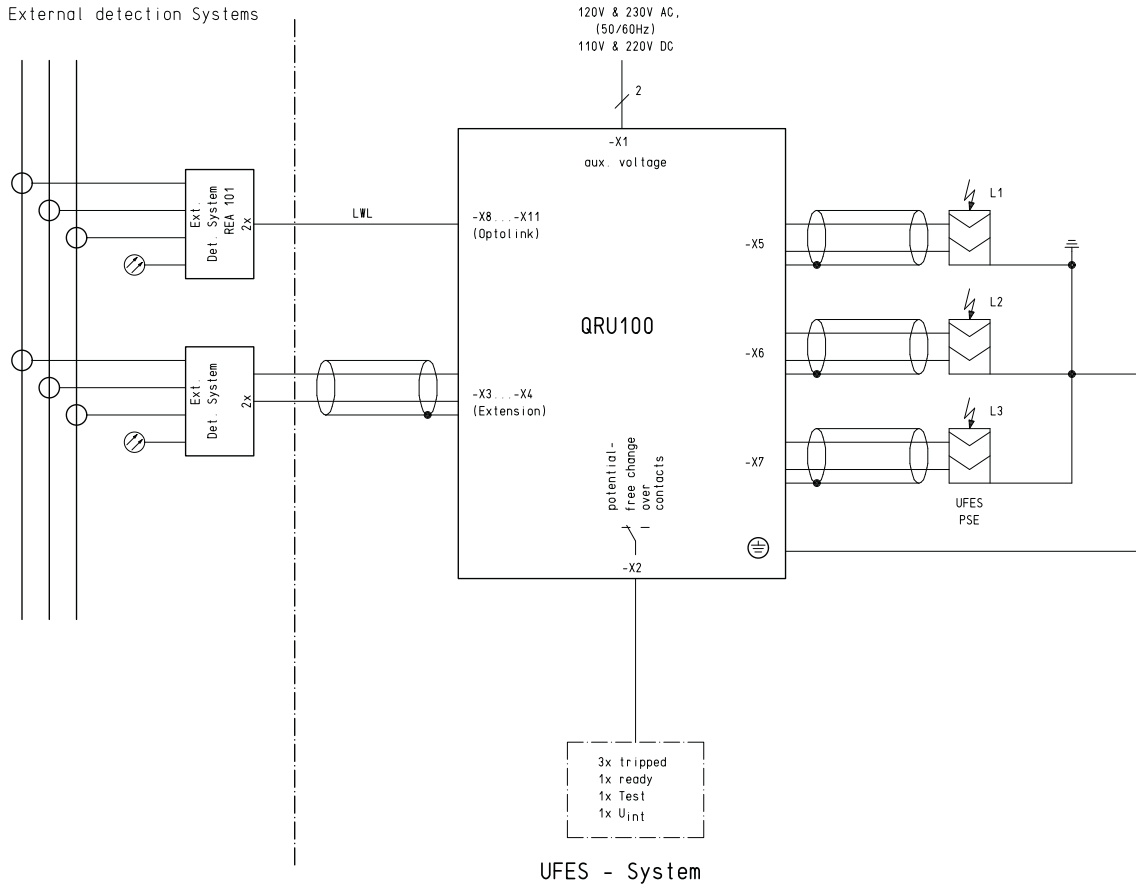 External detection Systems
120V & 230V AC,
(50/60Hz)
110V & 220V DC
2
-X1
aux. voltage
Ext.
Det. System
REA 101
2x
LWL
-X8...-X11
(Optolink)
-X5
L1
QRU100
-X6
L2
Ext.
Det. System
2x
-X3...-X4
(Extension)
-X7
L3
potential-
free change
over
contacts
UFES
PSE
-X2
3x tripped
1x ready
1x Test
1x Uint
UFES - System